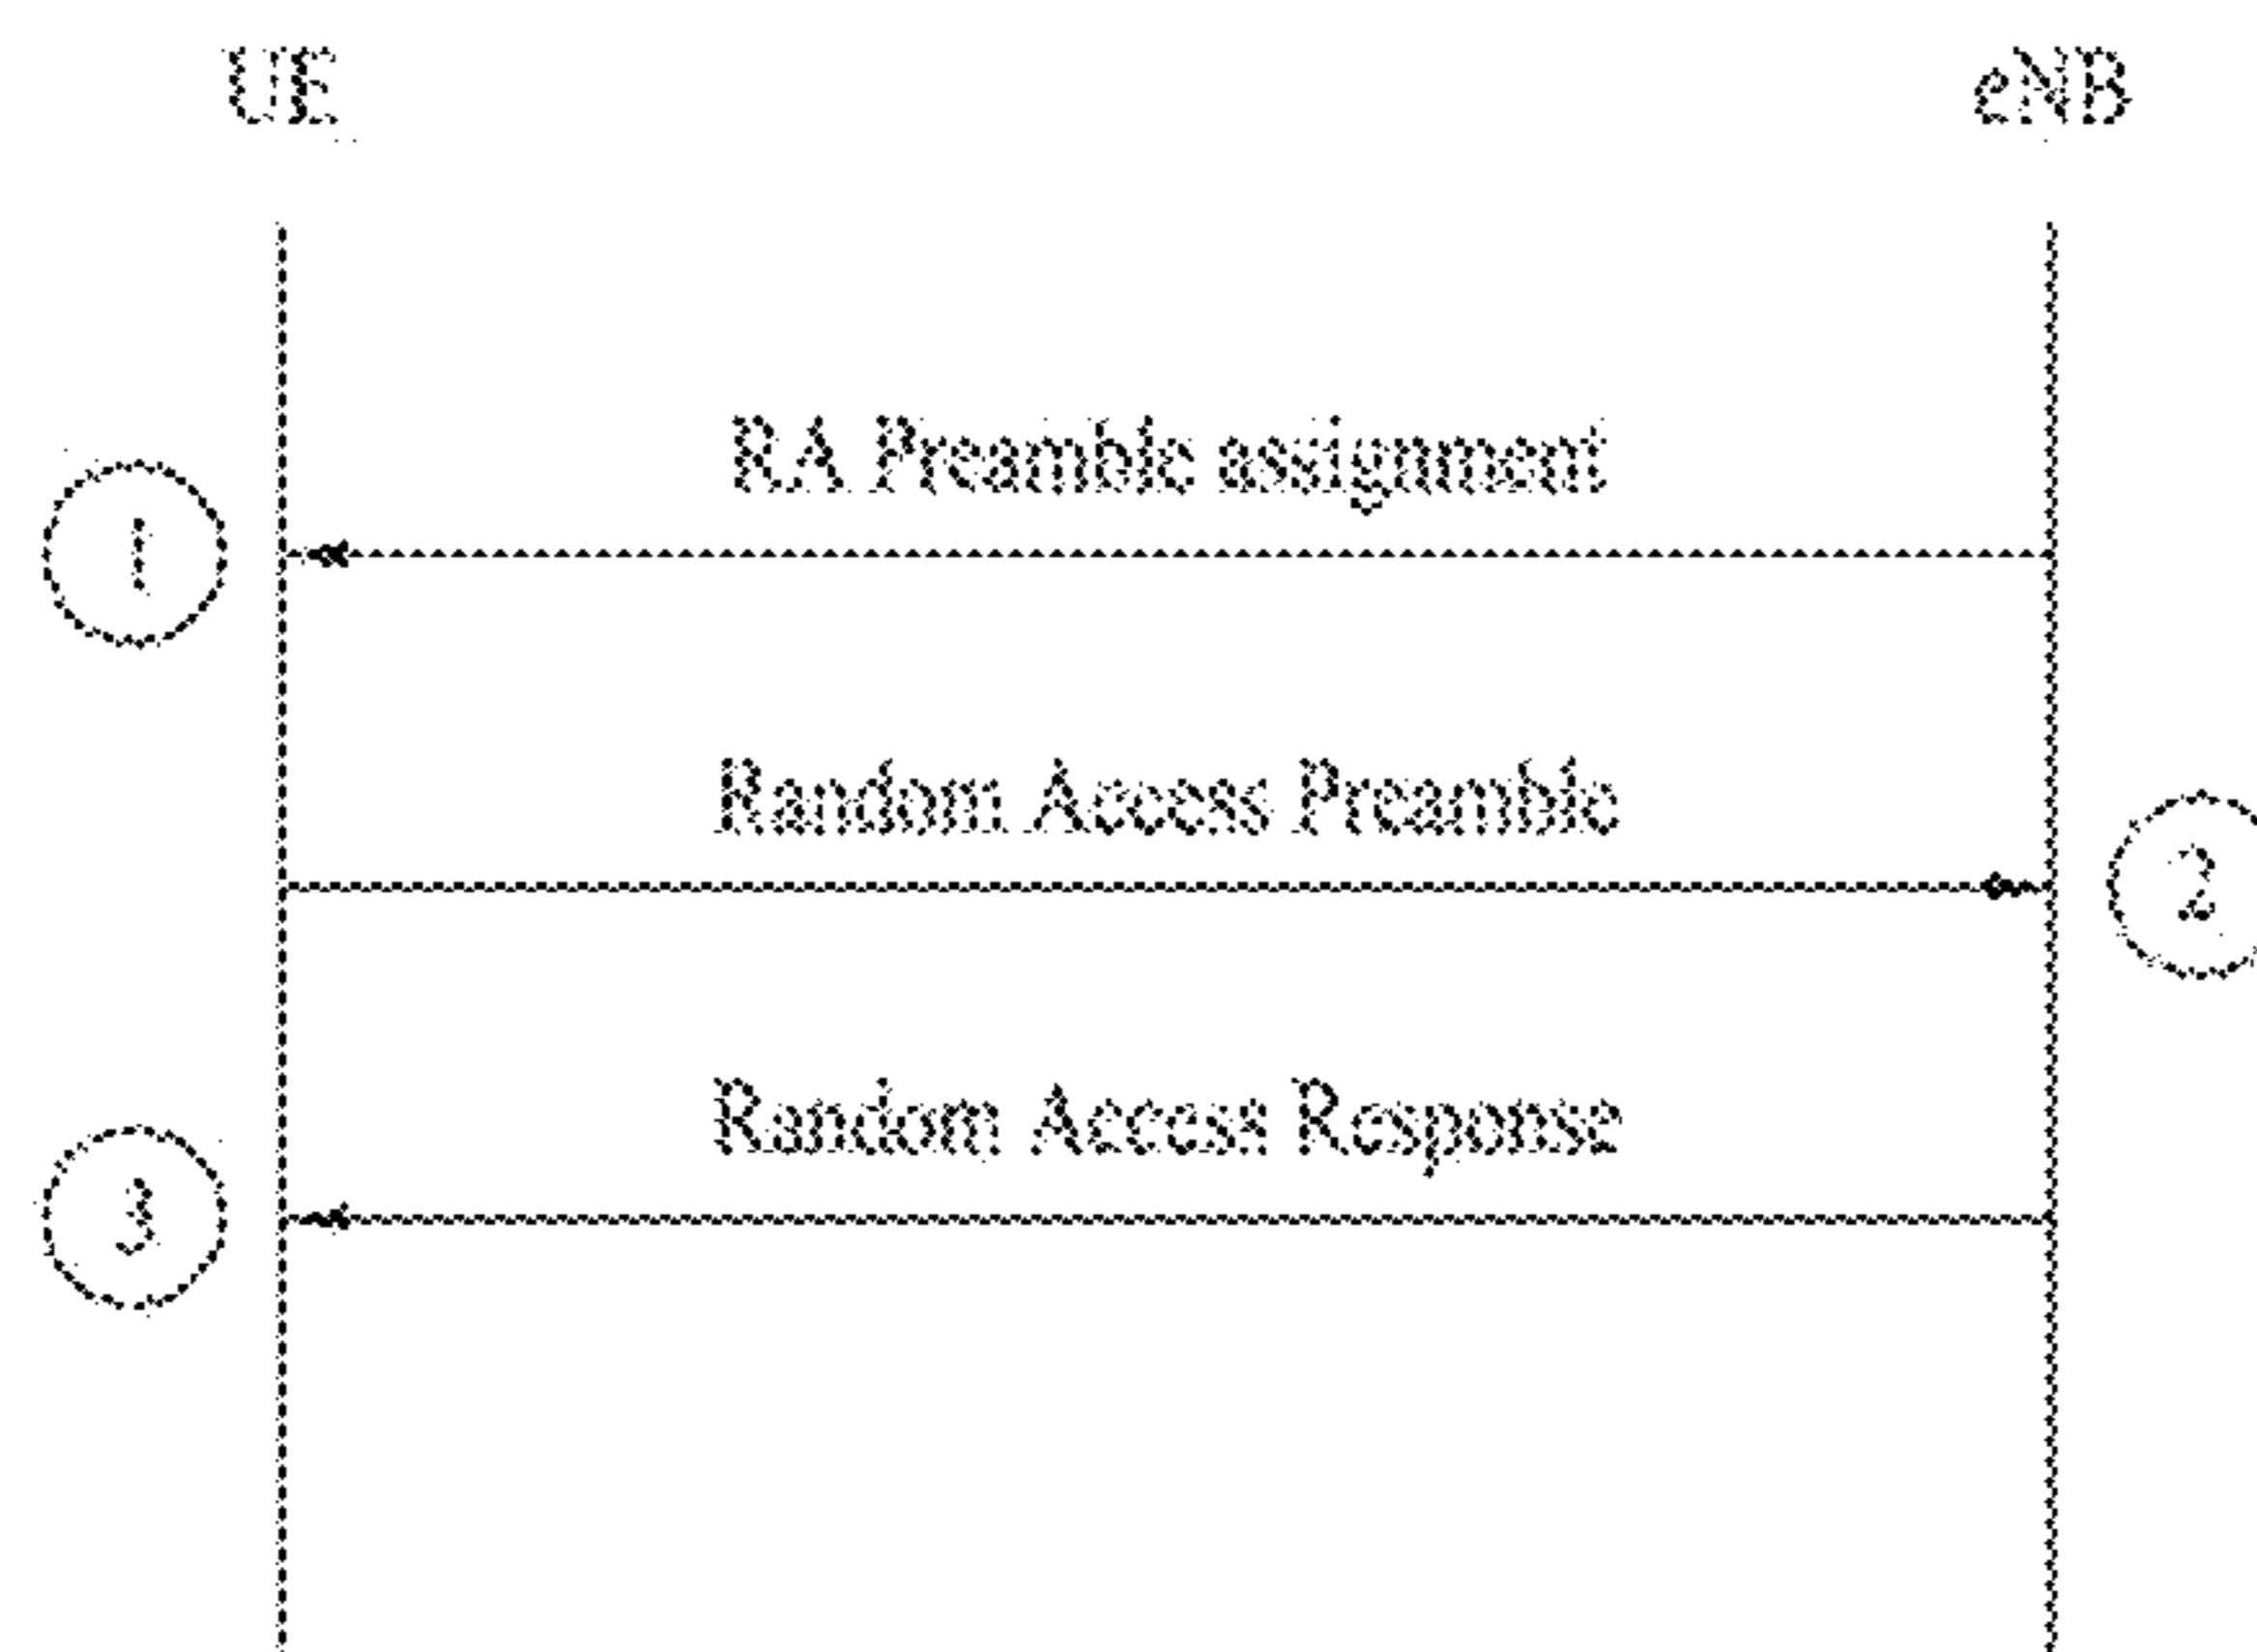 UE eNB
RA Preamble assignment
1
Random Access Preamble
2
Random Access Response
3